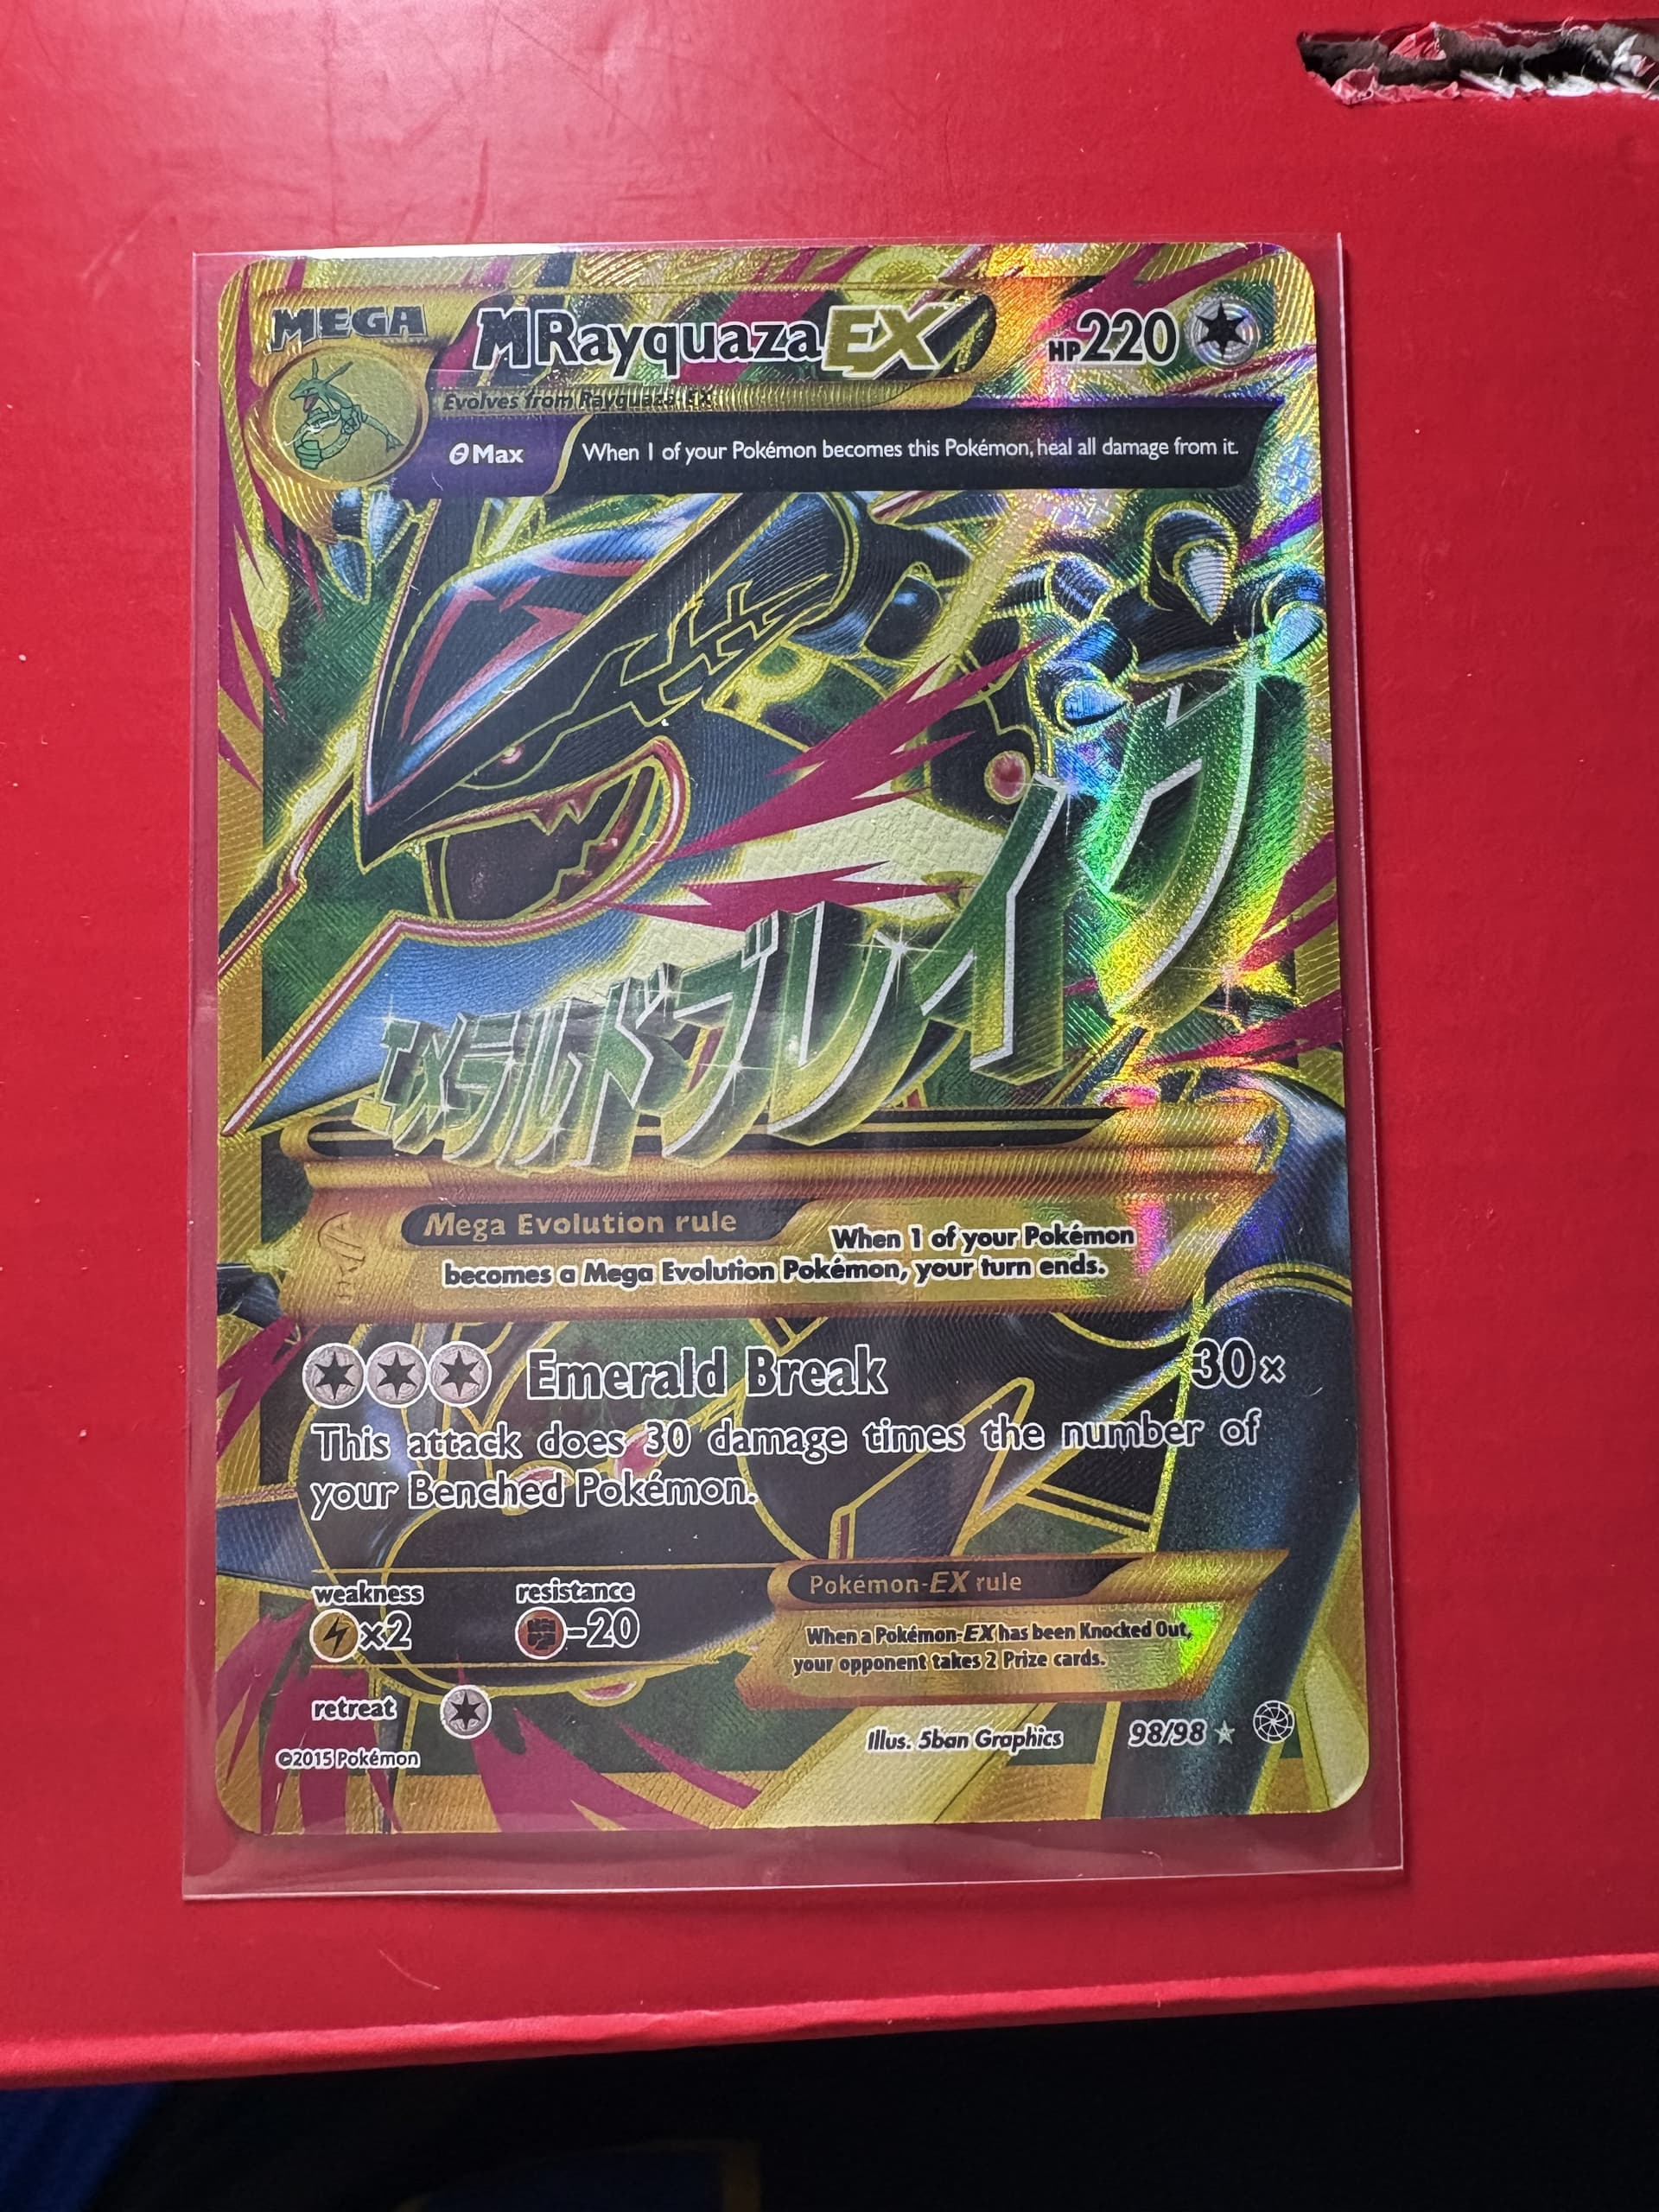 MEGA
MRayquaza EX HP220
Evolves from Rayquaza-EX
θMax When 1 of your Pokémon becomes this Pokémon, heal all damage from it.
エメラルドブレイク
Mega Evolution rule
When 1 of your Pokémon
becomes a Mega Evolution Pokémon, your turn ends.
Emerald Break 30×
This attack does 30 damage times the number of
your Benched Pokémon.
weakness resistance
×2 -20
Pokémon-EX rule
When a Pokémon-EX has been Knocked Out,
your opponent takes 2 Prize cards.
retreat
Illus. 5ban Graphics 98/98 ★
©2015 Pokémon